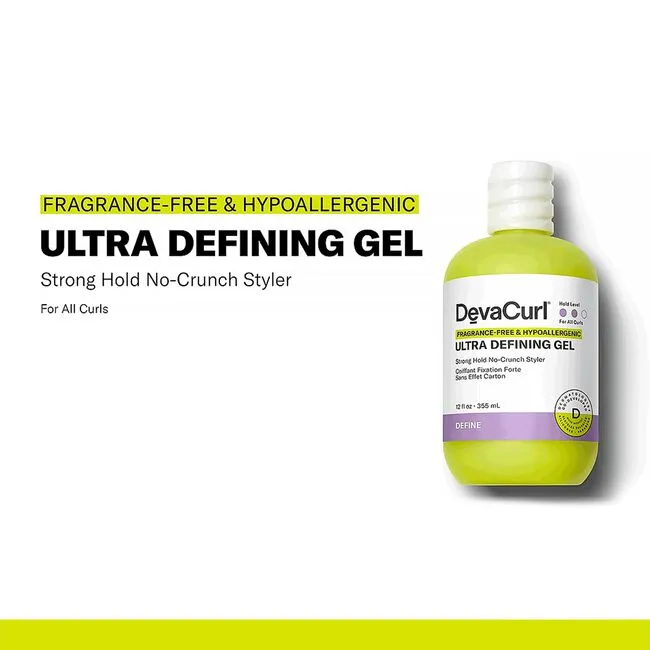 FRAGRANCE-FREE & HYPOALLERGENIC
ULTRA DEFINING GEL
Strong Hold No-Crunch Styler
For All Curls
DevaCurl®
Hold Level
For All Curls
FRAGRANCE-FREE & HYPOALLERGENIC
ULTRA DEFINING GEL
Strong Hold No-Crunch Styler
Coiffant Fixation Forte
Sans Effet Carton
12 fl oz · 355 mL
DEFINE
D